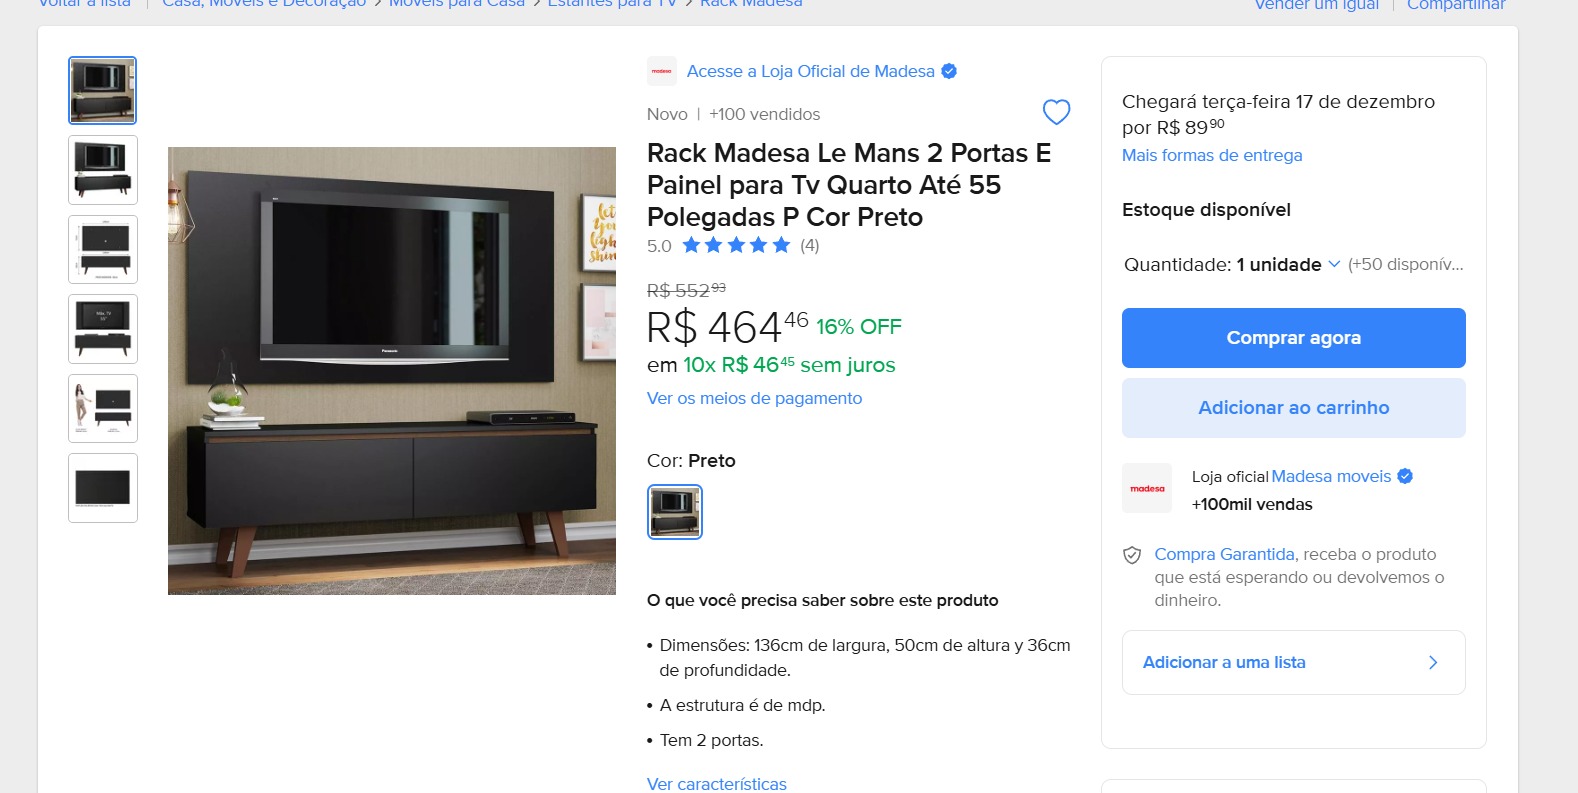 Voltar à lista
Casa, Móveis e Decoração
Móveis para Casa
Estantes para TV
Rack Madesa
Vender um igual
Compartilhar
madesa
Acesse a Loja Oficial de Madesa
Novo | +100 vendidos
Rack Madesa Le Mans 2 Portas E
Painel para Tv Quarto Até 55
Polegadas P Cor Preto
5.0
(4)
R$ 552 93
R$ 464 46 16% OFF
em 10x R$ 46 45 sem juros
Ver os meios de pagamento
Cor: Preto
O que você precisa saber sobre este produto
• Dimensões: 136cm de largura, 50cm de altura y 36cm
de profundidade.
• A estrutura é de mdp.
• Tem 2 portas.
Ver características
Panasonic
let
Chegará terça-feira 17 de dezembro
por R$ 89 90
Mais formas de entrega
Estoque disponível
Quantidade: 1 unidade (+50 disponív...
Comprar agora
Adicionar ao carrinho
madesa
Loja oficial Madesa moveis
+100mil vendas
Compra Garantida, receba o produto
que está esperando ou devolvemos o
dinheiro.
Adicionar a uma lista